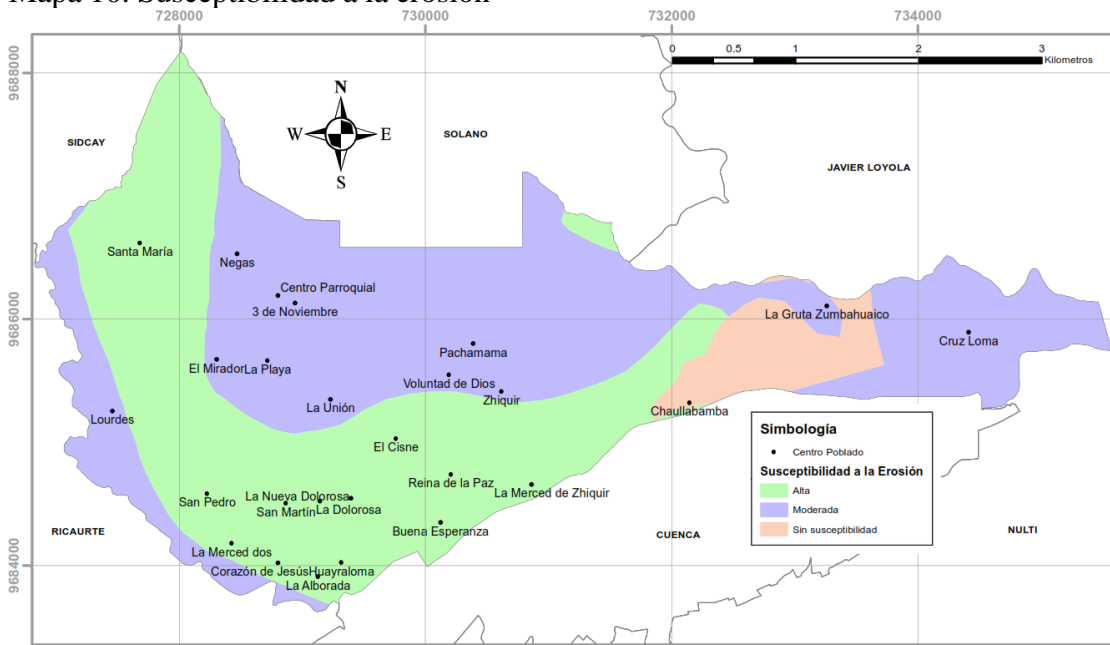 Mapa 10. Susceptibilidad a la erosión
728000
730000
732000
734000
9688000
9686000
9684000
0
0.5
1
2
3
Kilometros
N
W
E
S
SIDCAY
SOLANO
JAVIER LOYOLA
Santa María
Negas
Centro Parroquial
3 de Noviembre
La Gruta Zumbahuaico
Cruz Loma
Pachamama
El Mirador
La Playa
Voluntad de Dios
Zhiquir
La Unión
Lourdes
Chaullabamba
El Cisne
Reina de la Paz
La Merced de Zhiquir
San Pedro
La Nueva Dolorosa
San Martín
La Dolorosa
Buena Esperanza
RICAURTE
CUENCA
NULTI
La Merced dos
Corazón de Jesús
Huayraloma
La Alborada
Simbología
Centro Poblado
Susceptibilidad a la Erosión
Alta
Moderada
Sin susceptibilidad